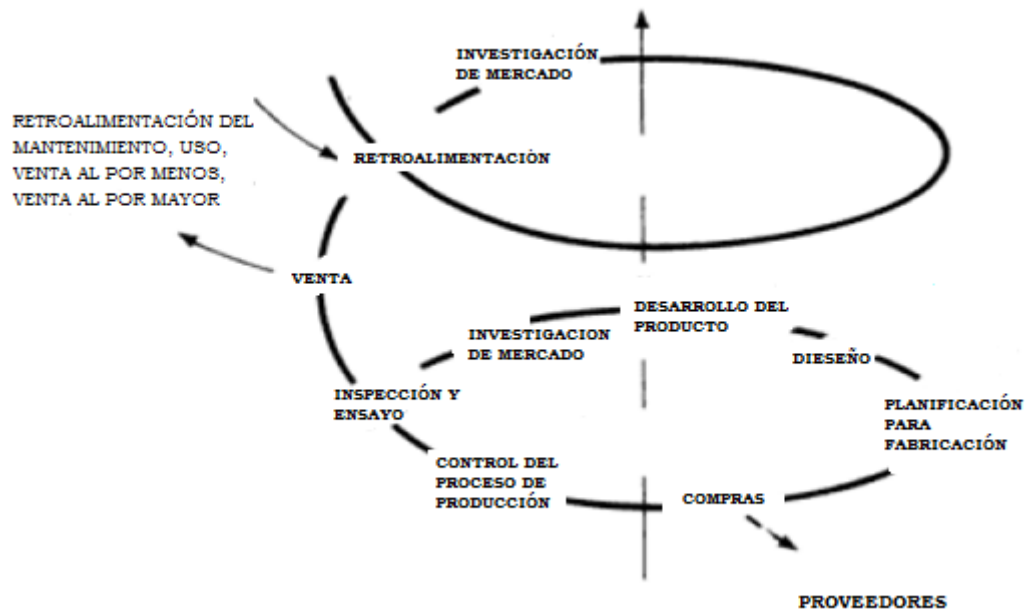 INVESTIGACIÓN
DE MERCADO
RETROALIMENTACIÓN DEL
MANTENIMIENTO, USO,
VENTA AL POR MENOS,
VENTA AL POR MAYOR
RETROALIMENTACIÓN
VENTA
DESARROLLO DEL
PRODUCTO
INVESTIGACION
DE MERCADO
DIESEÑO
INSPECCIÓN Y
ENSAYO
PLANIFICACIÓN
PARA
FABRICACIÓN
CONTROL DEL
PROCESO DE
PRODUCCIÓN
COMPRAS
PROVEEDORES